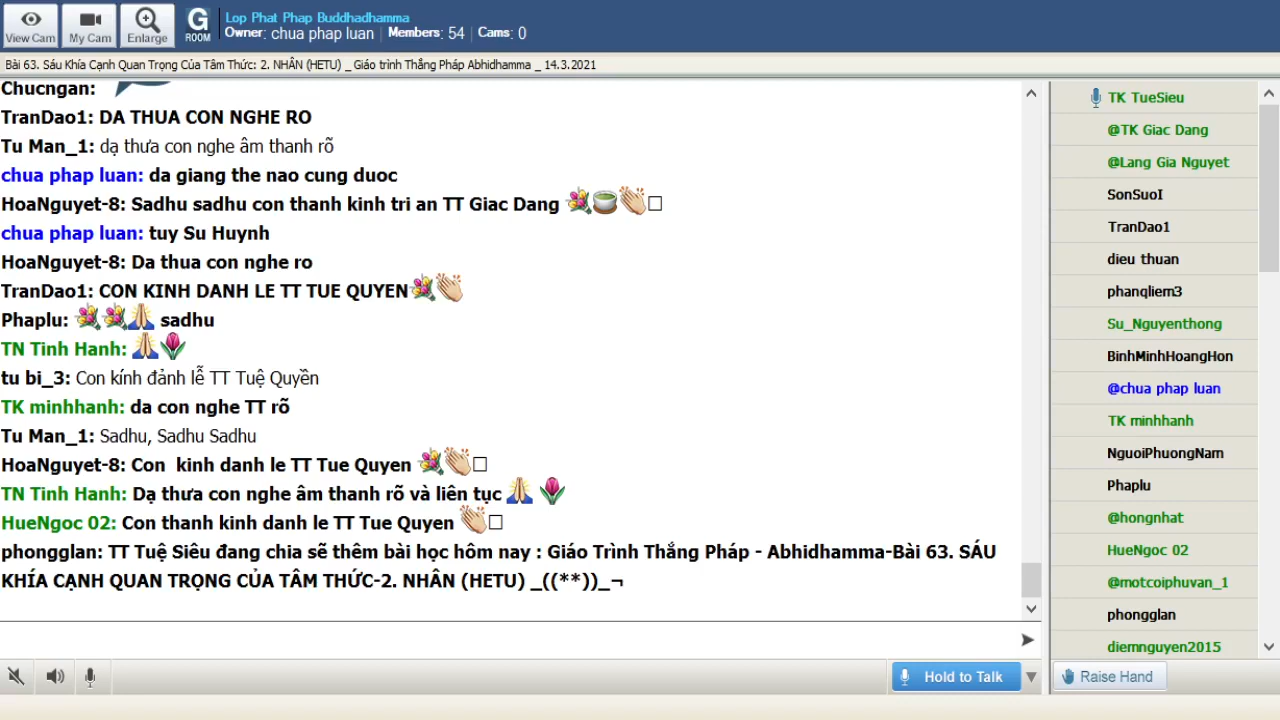 View Cam
My Cam
Enlarge
G
ROOM
Lop Phat Phap Buddhadhamma
Owner: chua phap luan Members: 54 Cams: 0
Bài 63. Sáu Khía Cạnh Quan Trọng Của Tâm Thức: 2. NHÂN (HETU) _ Giáo trình Thắng Pháp Abhidhamma _ 14.3.2021
Chucngan:
TranDao1: DA THUA CON NGHE RO
Tu Man_1: dạ thưa con nghe âm thanh rõ
chua phap luan: da giang the nao cung duoc
HoaNguyet-8: Sadhu sadhu con thanh kinh tri an TT Giac Dang 💐🍵👏□
chua phap luan: tuy Su Huynh
HoaNguyet-8: Da thua con nghe ro
TranDao1: CON KINH DANH LE TT TUE QUYEN💐👏
Phaplu: 💐💐🙏 sadhu
TN Tinh Hanh: 🙏🌷
tu bi_3: Con kính đảnh lễ TT Tuệ Quyền
TK minhhanh: da con nghe TT rõ
Tu Man_1: Sadhu, Sadhu Sadhu
HoaNguyet-8: Con  kinh danh le TT Tue Quyen 💐👏□
TN Tinh Hanh: Dạ thưa con nghe âm thanh rõ và liên tục 🙏 🌷
HueNgoc 02: Con thanh kinh danh le TT Tue Quyen 👏□
phongglan: TT Tuệ Siêu đang chia sẽ thêm bài học hôm nay : Giáo Trình Thắng Pháp - Abhidhamma-Bài 63. SÁU
KHÍA CẠNH QUAN TRỌNG CỦA TÂM THỨC-2. NHÂN (HETU) _((**))_¬
TK TueSieu
@TK Giac Dang
@Lang Gia Nguyet
SonSuoI
TranDao1
dieu thuan
phanqliem3
Su_Nguyenthong
BinhMinhHoangHon
@chua phap luan
TK minhhanh
NguoiPhuongNam
Phaplu
@hongnhat
HueNgoc 02
@motcoiphuvan_1
phongglan
diemnguyen2015
Hold to Talk
Raise Hand